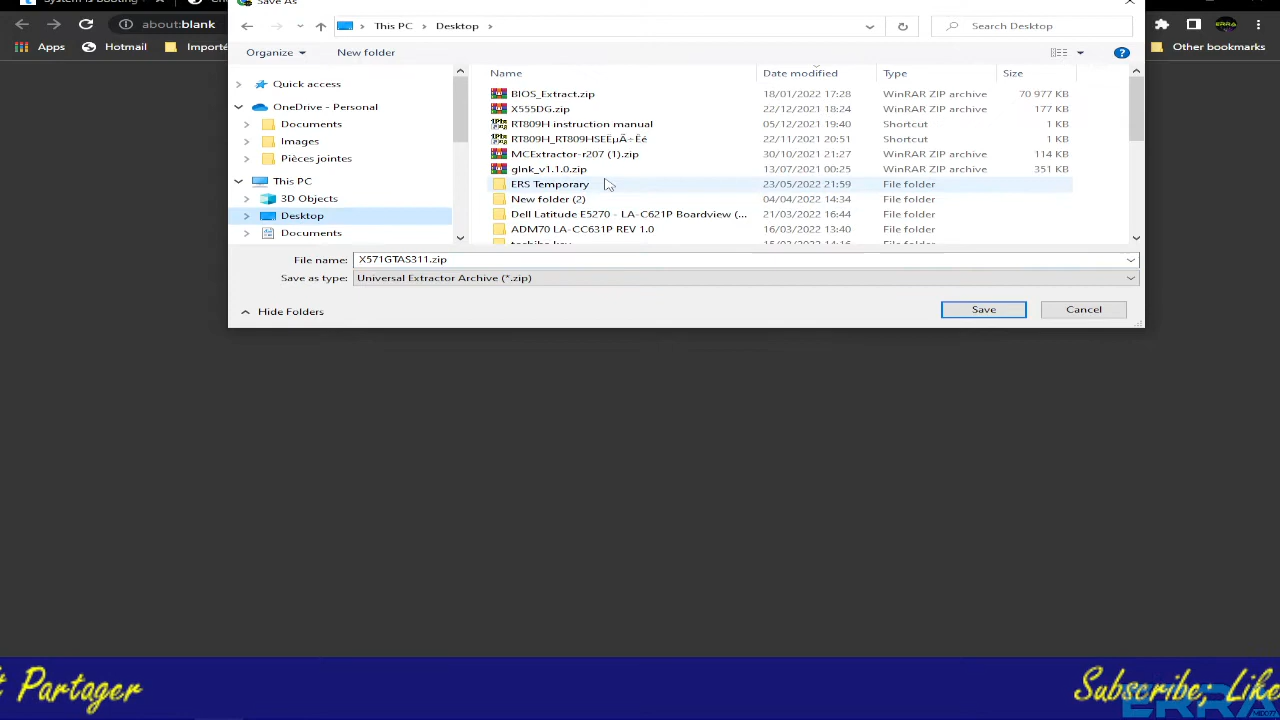 System is Booting
Save As
about:blank
This PC > Desktop >
Search Desktop
Apps
Hotmail
Importe
Other bookmarks
Organize
New folder
Quick access
OneDrive - Personal
Documents
Images
Pièces jointes
This PC
3D Objects
Desktop
Documents
Name Date modified Type Size
BIOS_Extract.zip 18/01/2022 17:28 WinRAR ZIP archive 70 977 KB
X555DG.zip 22/12/2021 18:24 WinRAR ZIP archive 177 KB
RT809H instruction manual 05/12/2021 19:40 Shortcut 1 KB
RT809H_RT809HSEËµÃ÷Êé 22/11/2021 20:51 Shortcut 1 KB
MCExtractor-r207 (1).zip 30/10/2021 21:27 WinRAR ZIP archive 114 KB
glnk_v1.1.0.zip 13/07/2021 00:25 WinRAR ZIP archive 351 KB
ERS Temporary 23/05/2022 21:59 File folder
New folder (2) 04/04/2022 14:34 File folder
Dell Latitude E5270 - LA-C621P Boardview (... 21/03/2022 16:44 File folder
ADM70 LA-CC631P REV 1.0 16/03/2022 13:40 File folder
File name: X571GTAS311.zip
Save as type: Universal Extractor Archive (*.zip)
Hide Folders
Save
Cancel
t Partager
Subscribe; Like
ERRA